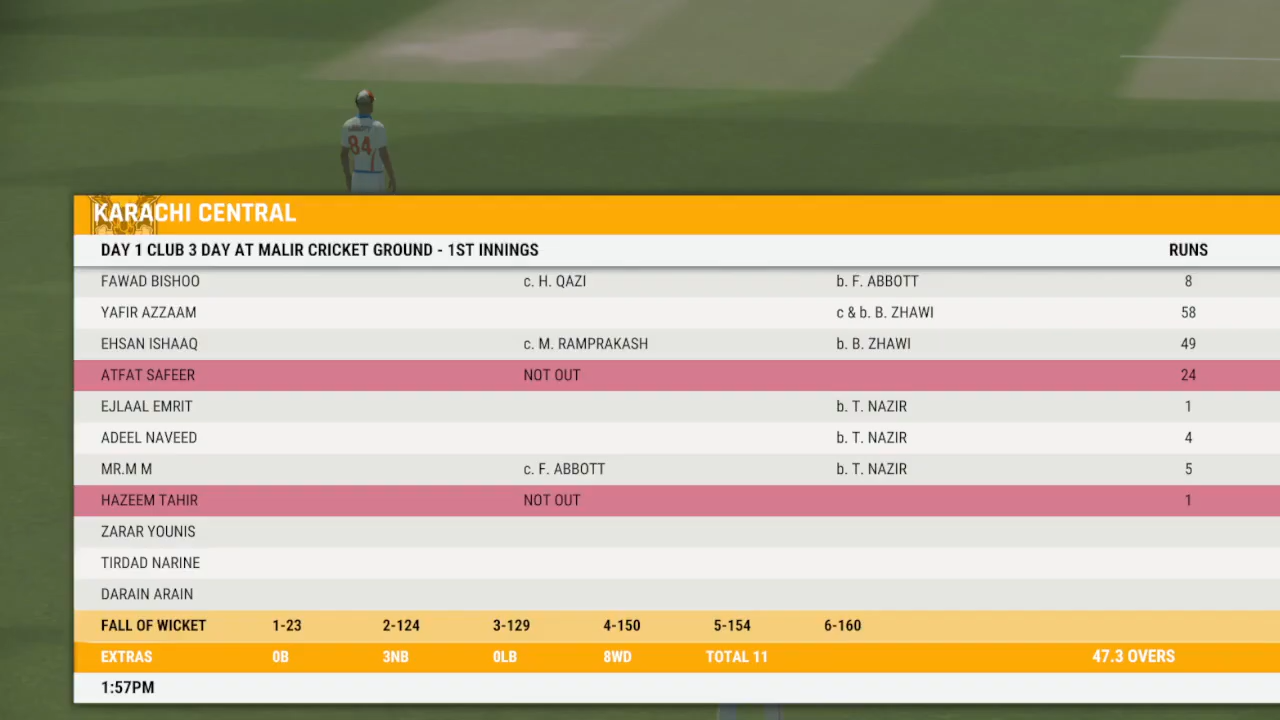 84
KARACHI CENTRAL
DAY 1 CLUB 3 DAY AT MALIR CRICKET GROUND - 1ST INNINGS RUNS
FAWAD BISHOO c. H. QAZI b. F. ABBOTT 8
YAFIR AZZAAM c & b. B. ZHAWI 58
EHSAN ISHAAQ c. M. RAMPRAKASH b. B. ZHAWI 49
ATFAT SAFEER NOT OUT 24
EJLAAL EMRIT b. T. NAZIR 1
ADEEL NAVEED b. T. NAZIR 4
MR.M M c. F. ABBOTT b. T. NAZIR 5
HAZEEM TAHIR NOT OUT 1
ZARAR YOUNIS
TIRDAD NARINE
DARAIN ARAIN
FALL OF WICKET 1-23 2-124 3-129 4-150 5-154 6-160
EXTRAS 0B 3NB 0LB 8WD TOTAL 11 47.3 OVERS
1:57PM